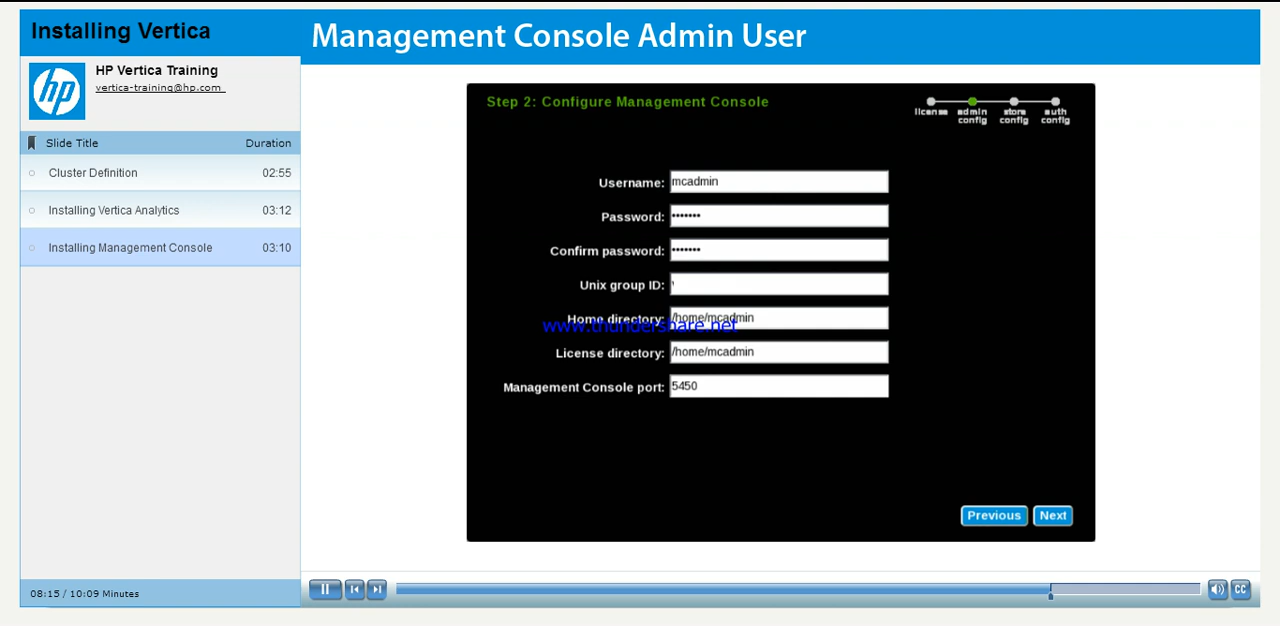 Installing Vertica
Management Console Admin User
HP Vertica Training
vertica-training@hp.com
hp
Slide Title Duration
Cluster Definition 02:55
Installing Vertica Analytics 03:12
Installing Management Console 03:10
Step 2: Configure Management Console
license admin config store config auth config
Username: mcadmin
Password: •••••••
Confirm password: •••••••
Unix group ID:
Home directory: /home/mcadmin
www.thundershare.net
License directory: /home/mcadmin
Management Console port: 5450
Previous Next
08:15 / 10:09 Minutes
CC